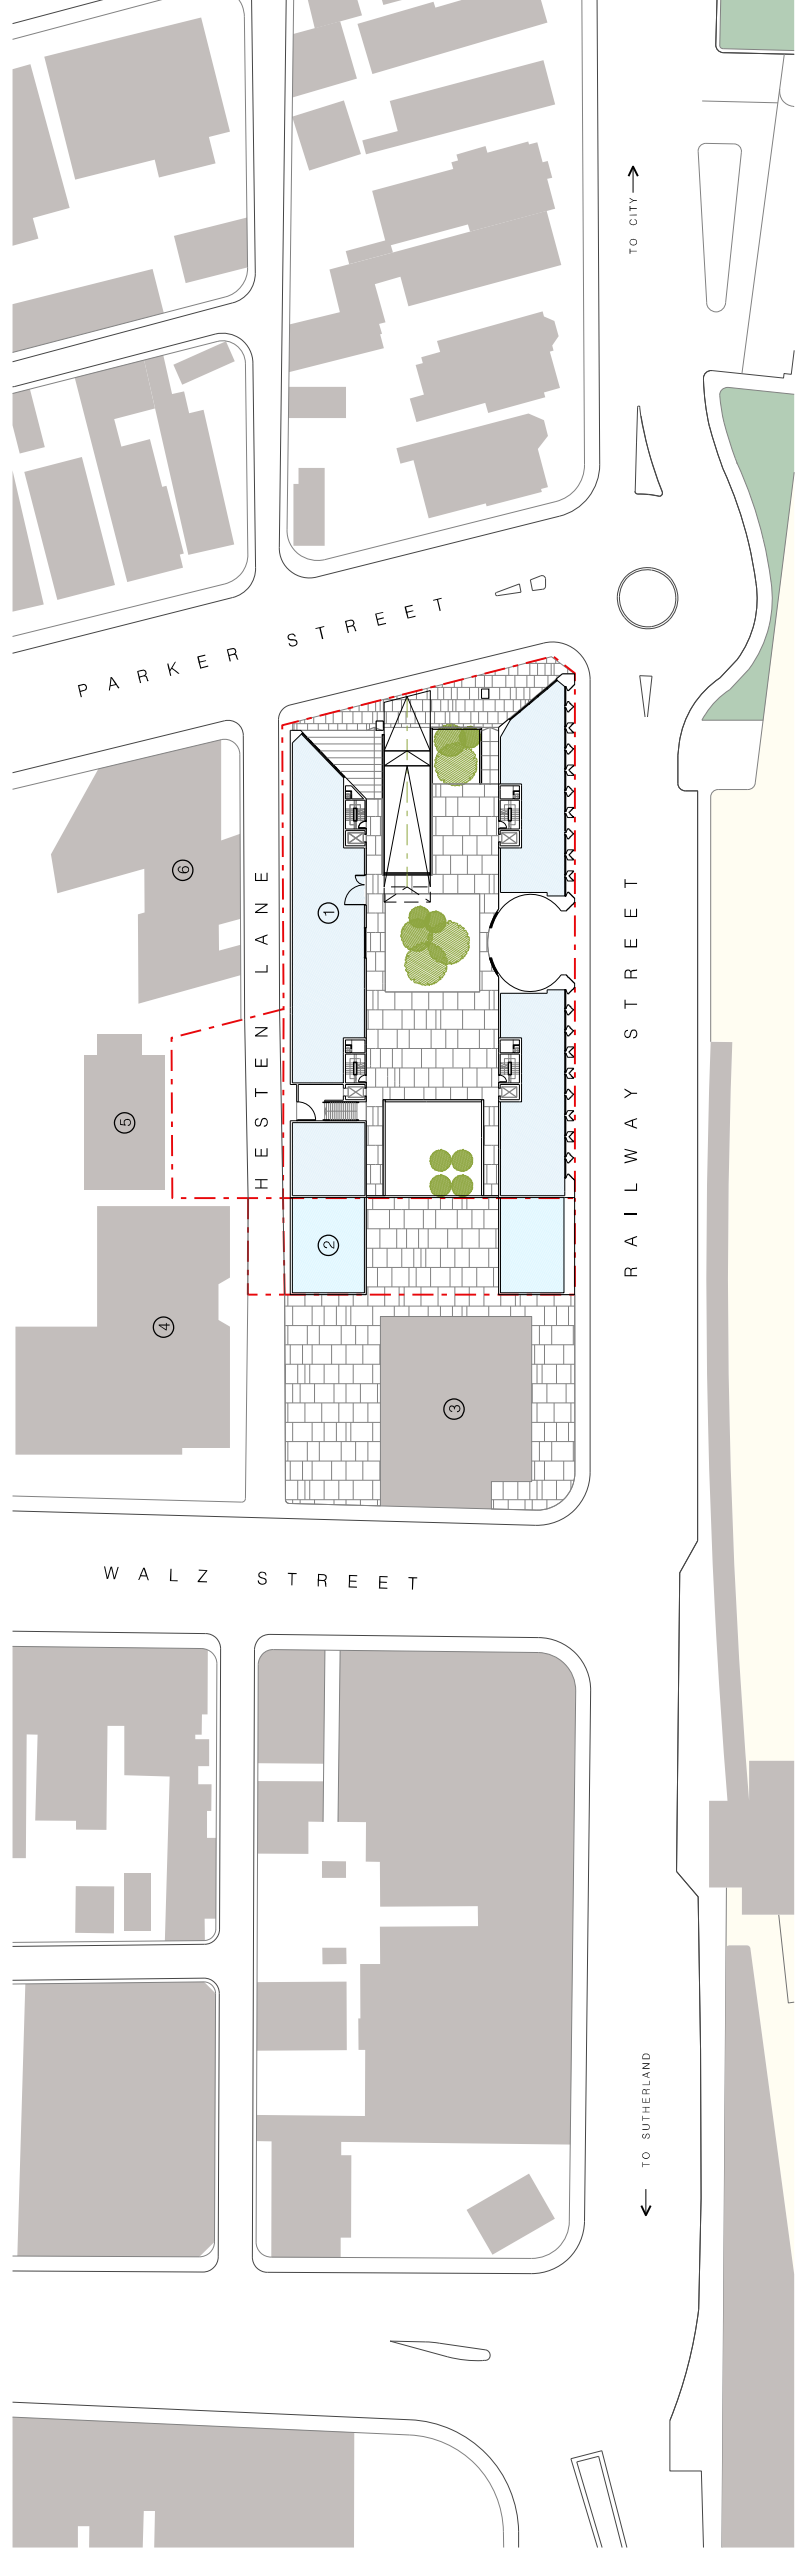 TO CITY
PARKER STREET
HESTEN LANE
RAILWAY STREET
6
1
5
2
4
3
WALZ STREET
TO SUTHERLAND